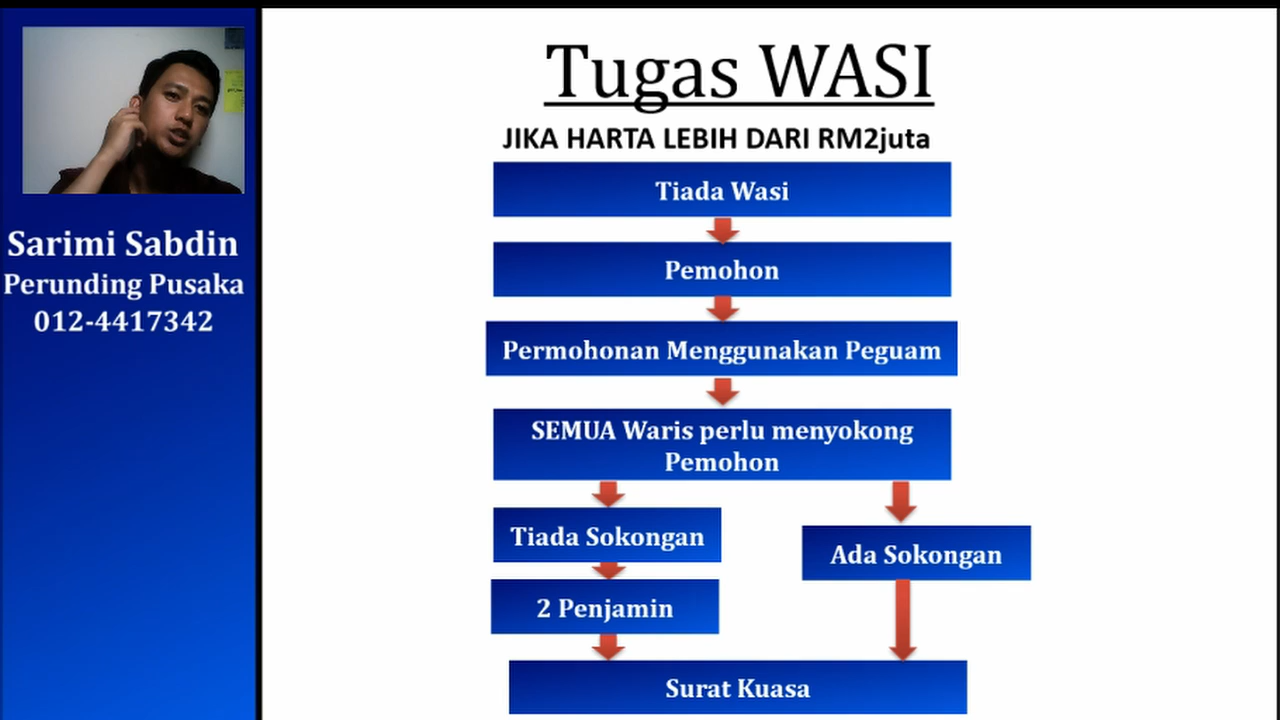 Sarimi Sabdin
Perunding Pusaka
012-4417342
Tugas WASI
JIKA HARTA LEBIH DARI RM2juta
Tiada Wasi
Pemohon
Permohonan Menggunakan Peguam
SEMUA Waris perlu menyokong
Pemohon
Tiada Sokongan
Ada Sokongan
2 Penjamin
Surat Kuasa